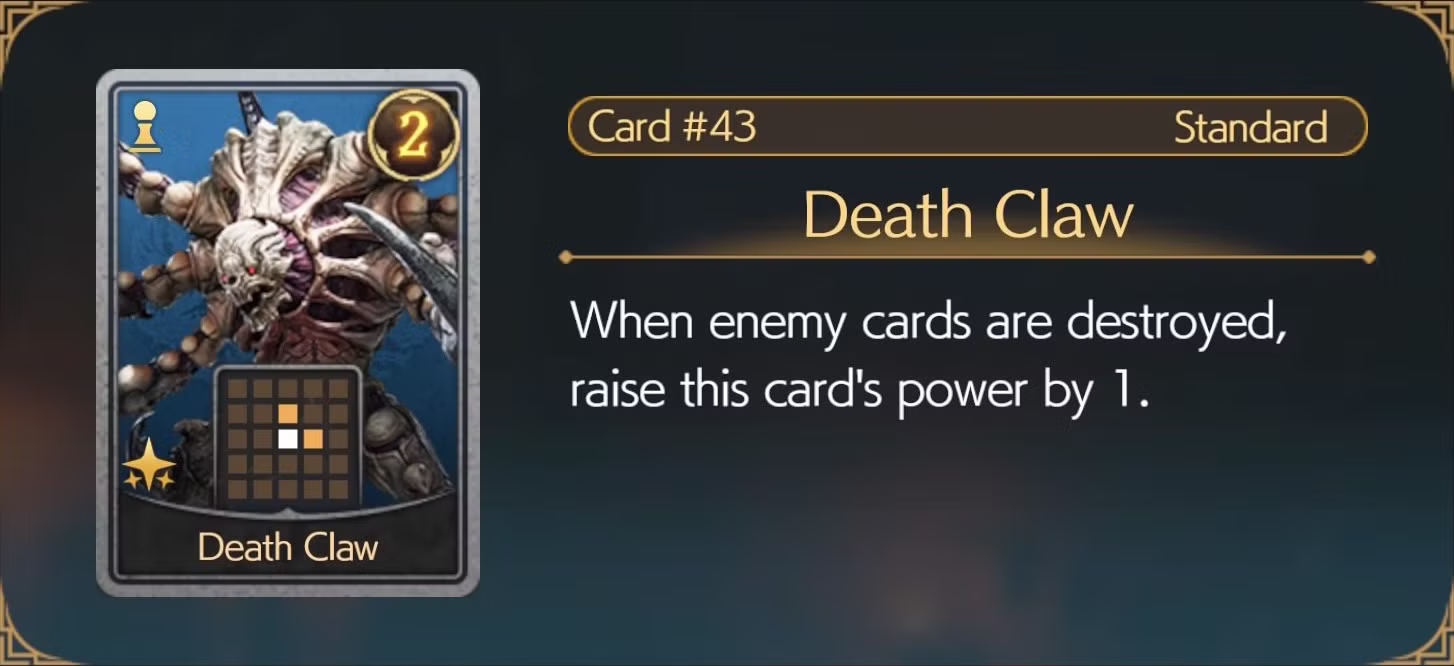 2
Death Claw
Card #43 Standard
Death Claw
When enemy cards are destroyed,
raise this card's power by 1.